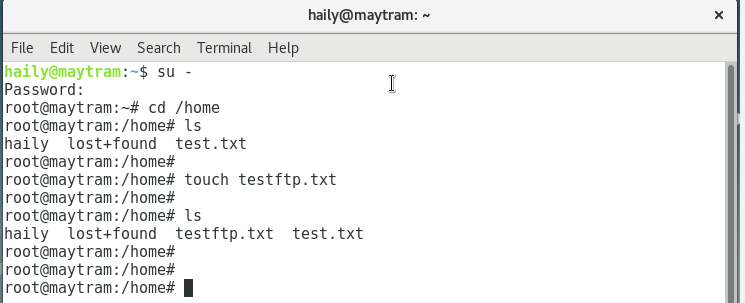 haily@maytram: ~
File Edit View Search Terminal Help
haily@maytram:~$ su -
Password:
root@maytram:~# cd /home
root@maytram:/home# ls
haily  lost+found  test.txt
root@maytram:/home#
root@maytram:/home# touch testftp.txt
root@maytram:/home#
root@maytram:/home# ls
haily  lost+found  testftp.txt  test.txt
root@maytram:/home#
root@maytram:/home#
root@maytram:/home#